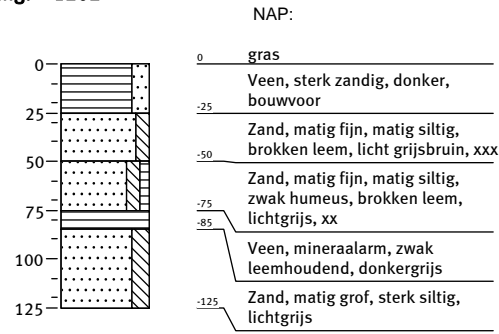 NAP:
0
25
50
75
100
125
0 gras
Veen, sterk zandig, donker,
bouwvoor
-25
Zand, matig fijn, matig siltig,
brokken leem, licht grijsbruin, xxx
-50
Zand, matig fijn, matig siltig,
zwak humeus, brokken leem,
lichtgrijs, xx
-75
-85
Veen, mineraalarm, zwak
leemhoudend, donkergrijs
-125
Zand, matig grof, sterk siltig,
lichtgrijs